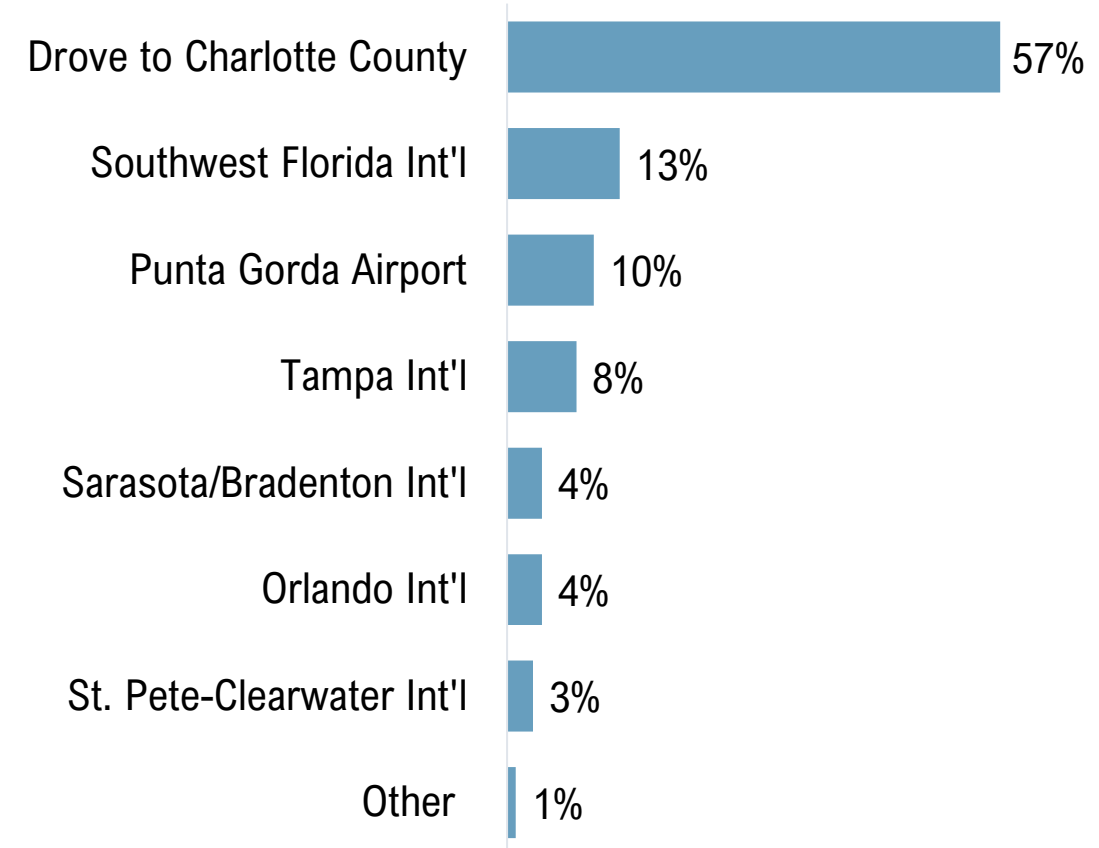 Drove to Charlotte County 57%
Southwest Florida Int'l 13%
Punta Gorda Airport 10%
Tampa Int'l 8%
Sarasota/Bradenton Int'l 4%
Orlando Int'l 4%
St. Pete-Clearwater Int'l 3%
Other 1%